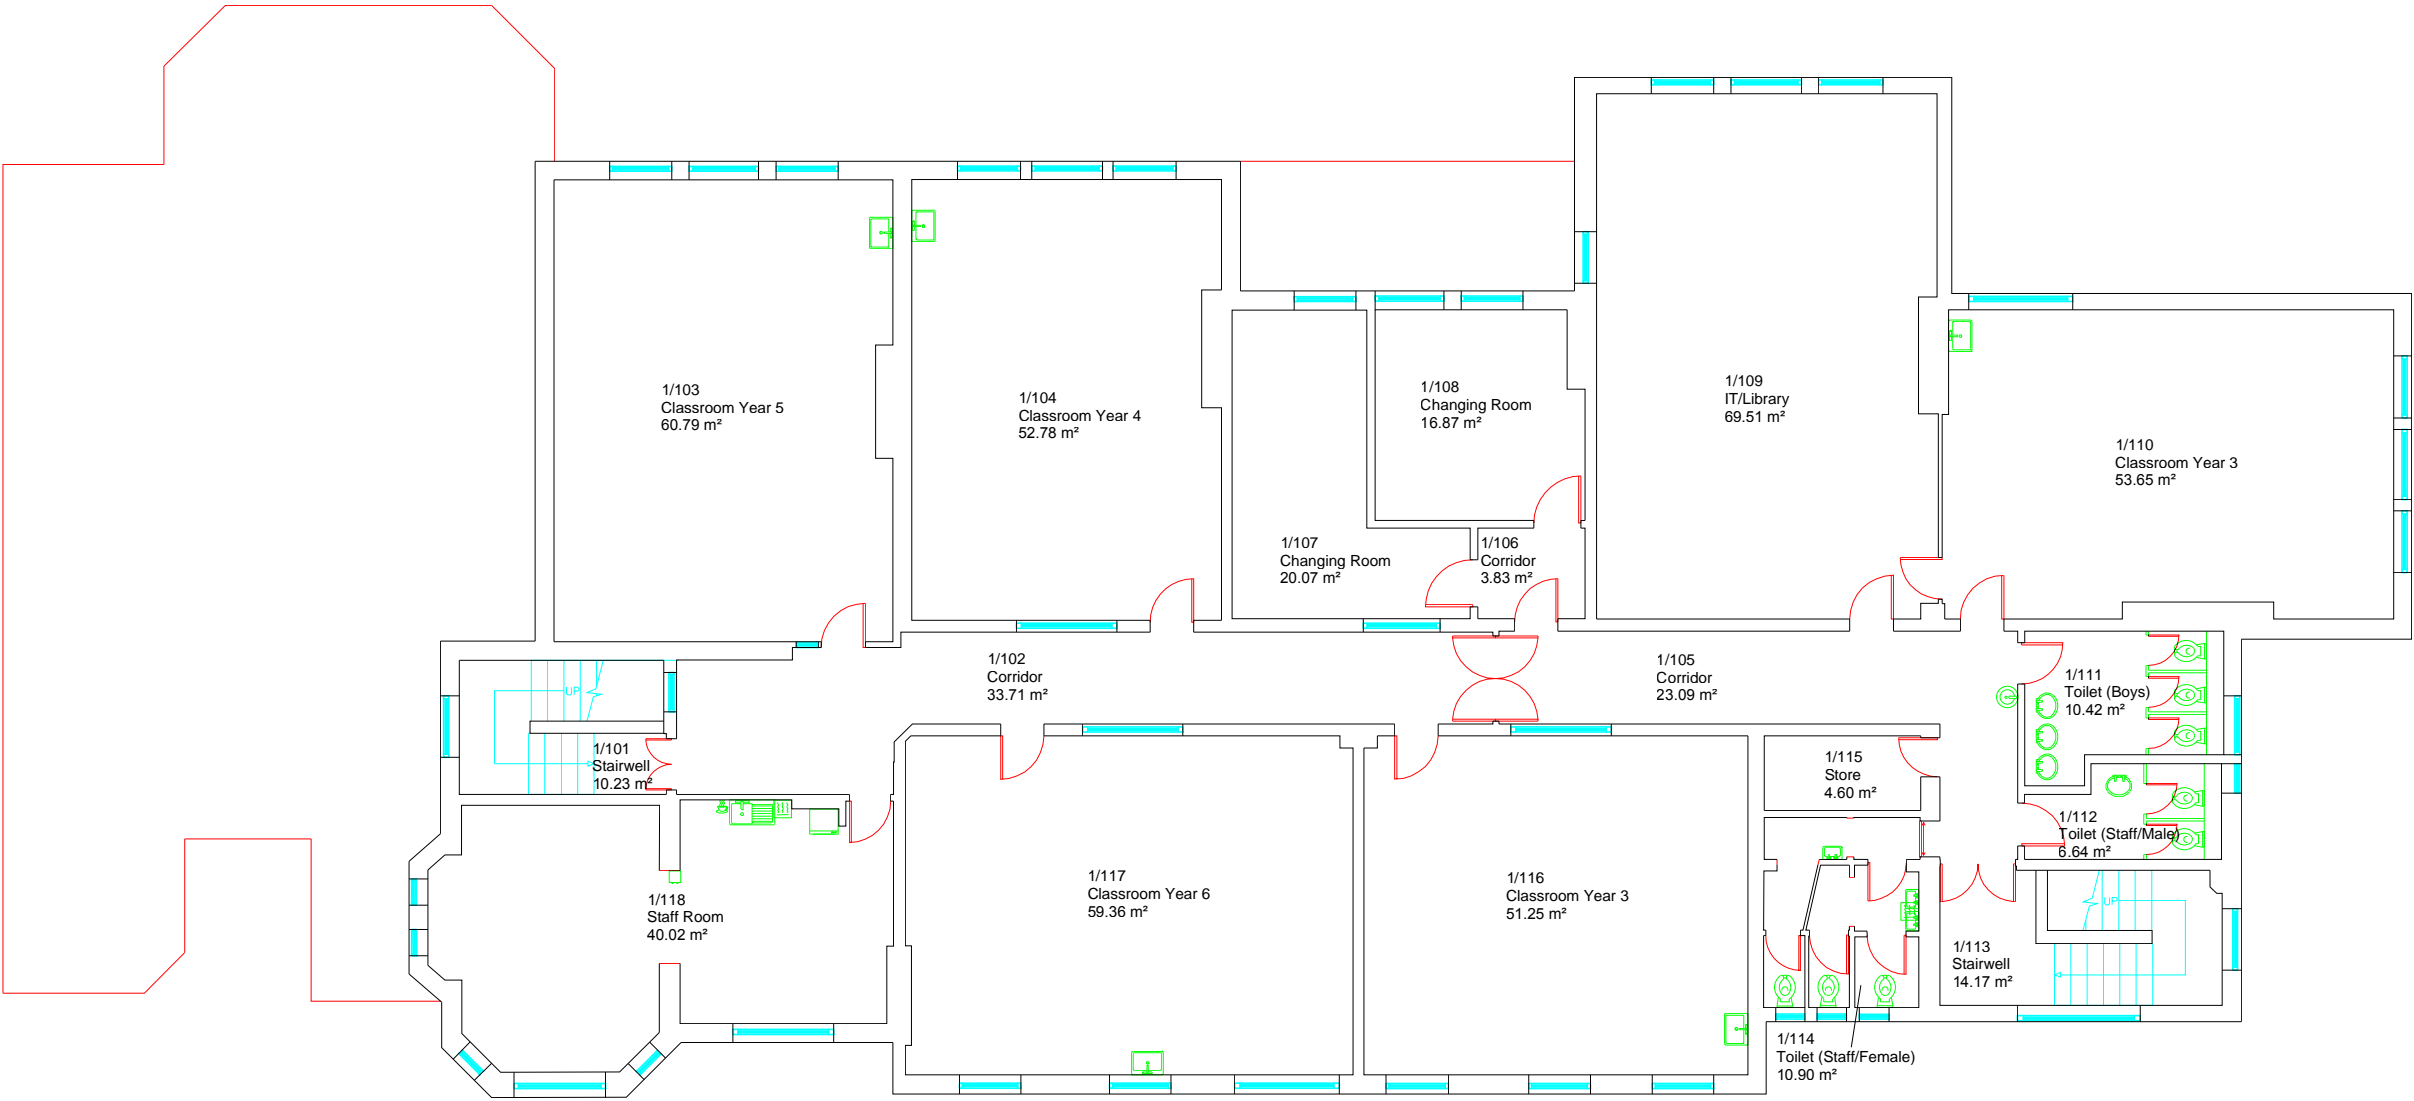 1/103
Classroom Year 5
60.79 m²
1/104
Classroom Year 4
52.78 m²
1/108
Changing Room
16.87 m²
1/109
IT/Library
69.51 m²
1/110
Classroom Year 3
53.65 m²
1/107
Changing Room
20.07 m²
1/106
Corridor
3.83 m²
1/102
Corridor
33.71 m²
1/105
Corridor
23.09 m²
1/111
Toilet (Boys)
10.42 m²
UP
1/101
Stairwell
10.23 m²
1/115
Store
4.60 m²
1/112
Toilet (Staff/Male)
6.64 m²
1/118
Staff Room
40.02 m²
1/117
Classroom Year 6
59.36 m²
1/116
Classroom Year 3
51.25 m²
UP
1/113
Stairwell
14.17 m²
1/114
Toilet (Staff/Female)
10.90 m²